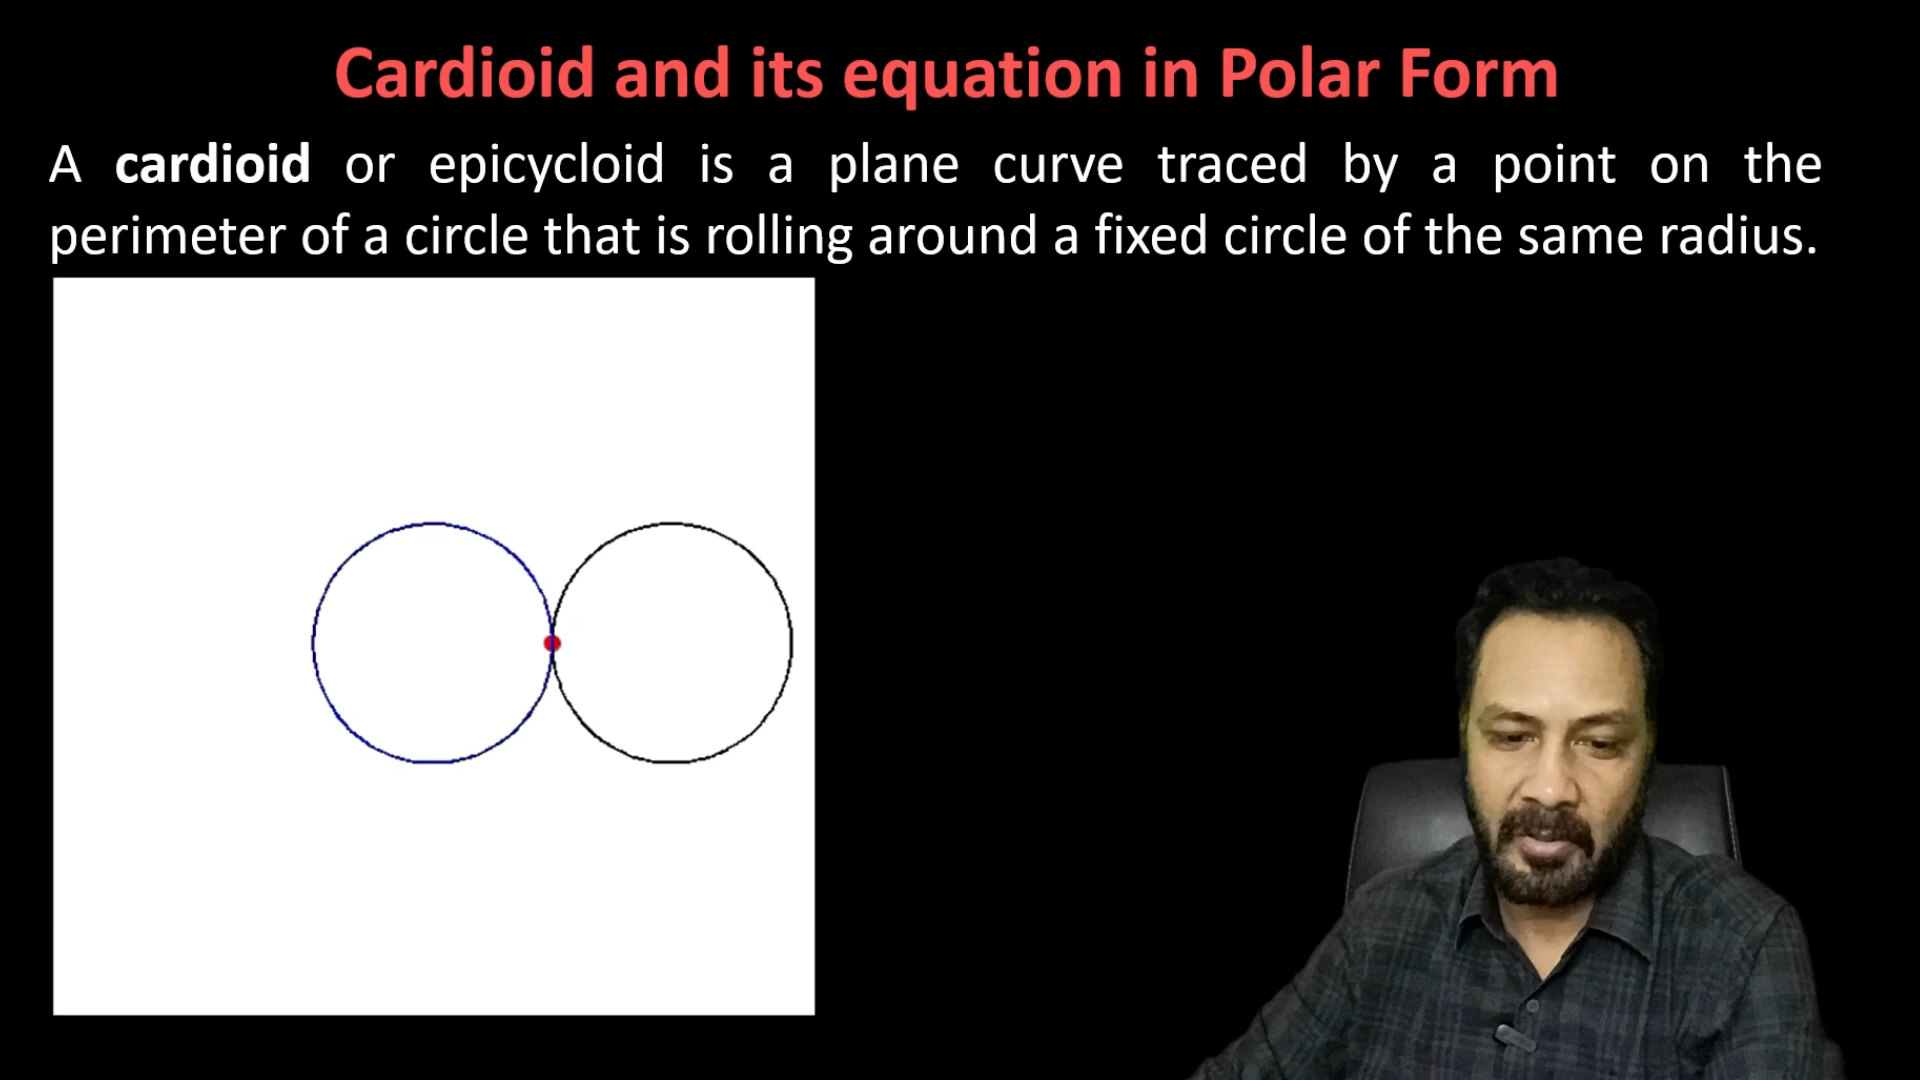 Cardioid and its equation in Polar Form
A cardioid or epicycloid is a plane curve traced by a point on the
perimeter of a circle that is rolling around a fixed circle of the same radius.